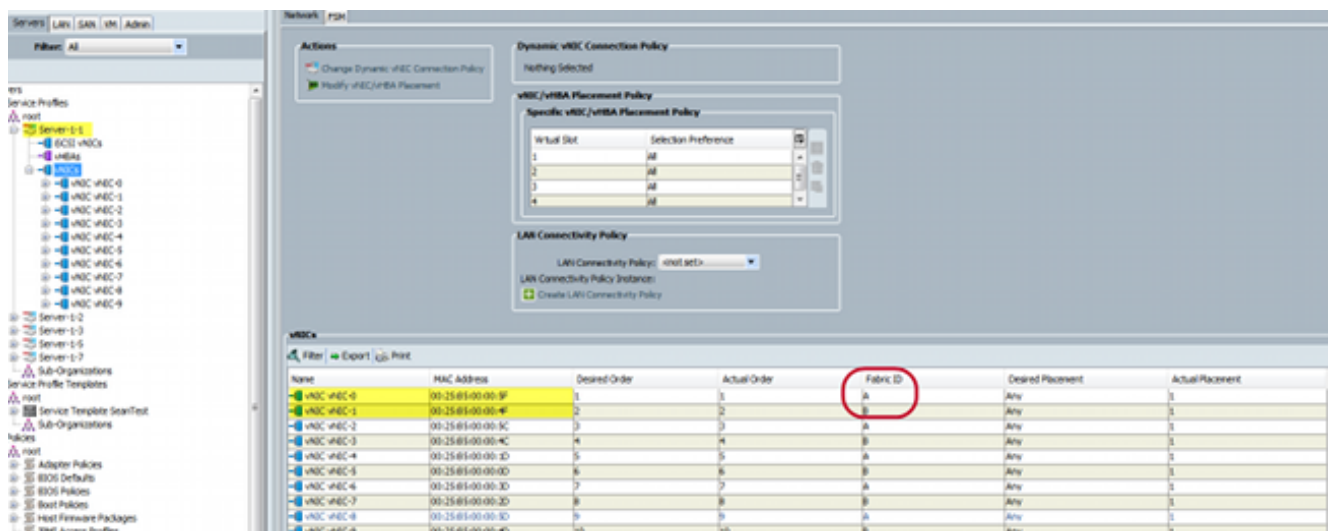 Servers LAN SAN VM Admin
Filter: All
Service Profiles
root
Server-1-1
iSCSI vNICs
vHBAs
vNICs
vNIC vNIC-0
vNIC vNIC-1
vNIC vNIC-2
vNIC vNIC-3
vNIC vNIC-4
vNIC vNIC-5
vNIC vNIC-6
vNIC vNIC-7
vNIC vNIC-8
vNIC vNIC-9
Server-1-2
Server-1-3
Server-1-5
Server-1-7
Sub-Organizations
Service Profile Templates
root
Service Template SeanTest
Sub-Organizations
Policies
root
Adapter Policies
BIOS Defaults
BIOS Policies
Boot Policies
Host Firmware Packages
Network FSM
Actions
Change Dynamic vNIC Connection Policy
Modify vNIC/vHBA Placement
Dynamic vNIC Connection Policy
Nothing Selected
vNIC/vHBA Placement Policy
Specific vNIC/vHBA Placement Policy
Virtual Slot Selection Preference
1 All
2 All
3 All
4 All
LAN Connectivity Policy
LAN Connectivity Policy: <not set>
LAN Connectivity Policy Instance:
Create LAN Connectivity Policy
vNICs
Filter Export Print
Name MAC Address Desired Order Actual Order Fabric ID Desired Placement Actual Placement
vNIC vNIC-0 00:25:B5:00:00:5F 1 1 A Any 1
vNIC vNIC-1 00:25:B5:00:00:4F 2 2 B Any 1
vNIC vNIC-2 00:25:B5:00:00:5C 3 3 A Any 1
vNIC vNIC-3 00:25:B5:00:00:4C 4 4 B Any 1
vNIC vNIC-4 00:25:B5:00:00:1D 5 5 A Any 1
vNIC vNIC-5 00:25:B5:00:00:0D 6 6 B Any 1
vNIC vNIC-6 00:25:B5:00:00:3D 7 7 A Any 1
vNIC vNIC-7 00:25:B5:00:00:2D 8 8 B Any 1
vNIC vNIC-8 00:25:B5:00:00:5D 9 9 A Any 1